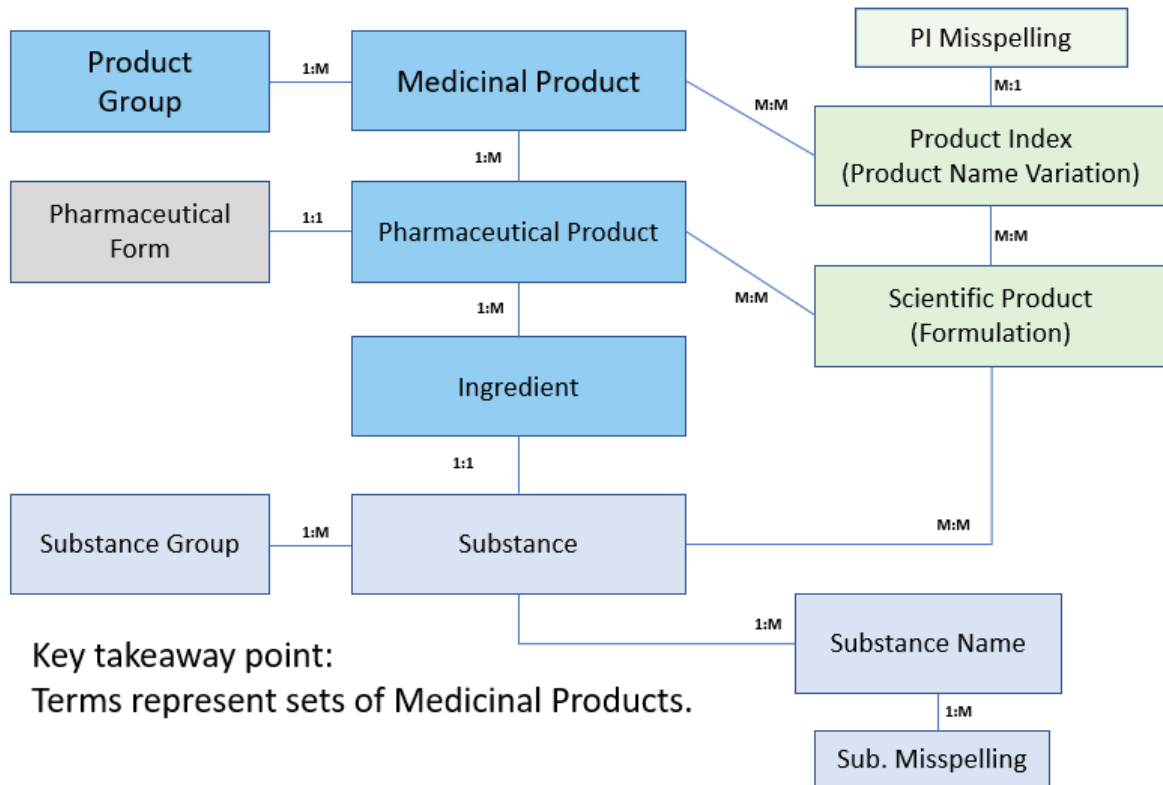 Product
Group
1:M
Medicinal Product
PI Misspelling
M:1
M:M
Product Index
(Product Name Variation)
1:M
Pharmaceutical
Form
1:1
Pharmaceutical Product
M:M
M:M
Scientific Product
(Formulation)
1:M
Ingredient
1:1
Substance Group
1:M
Substance
M:M
1:M
Substance Name
Key takeaway point:
Terms represent sets of Medicinal Products.
1:M
Sub. Misspelling